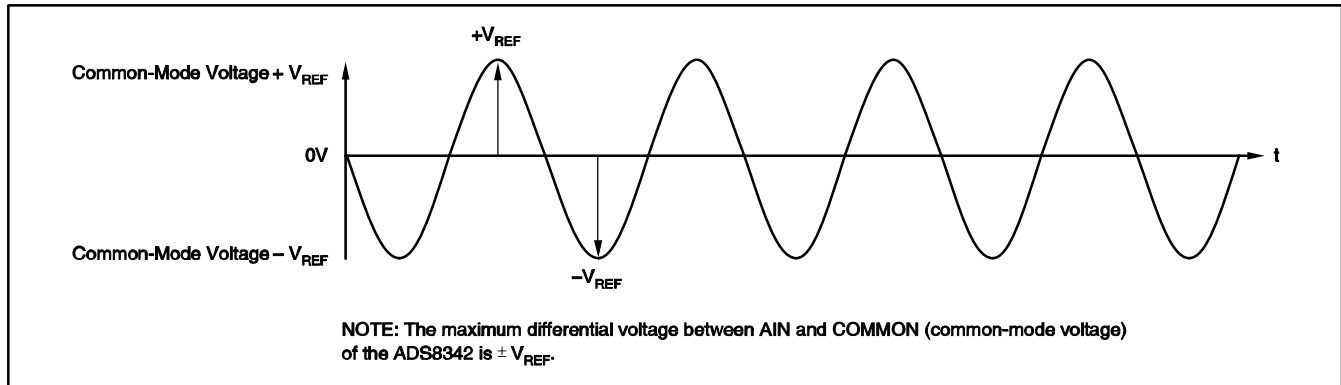 +VREF
Common-Mode Voltage + VREF
0V
t
Common-Mode Voltage – VREF
–VREF
NOTE: The maximum differential voltage between AIN and COMMON (common-mode voltage)
of the ADS8342 is ± VREF.